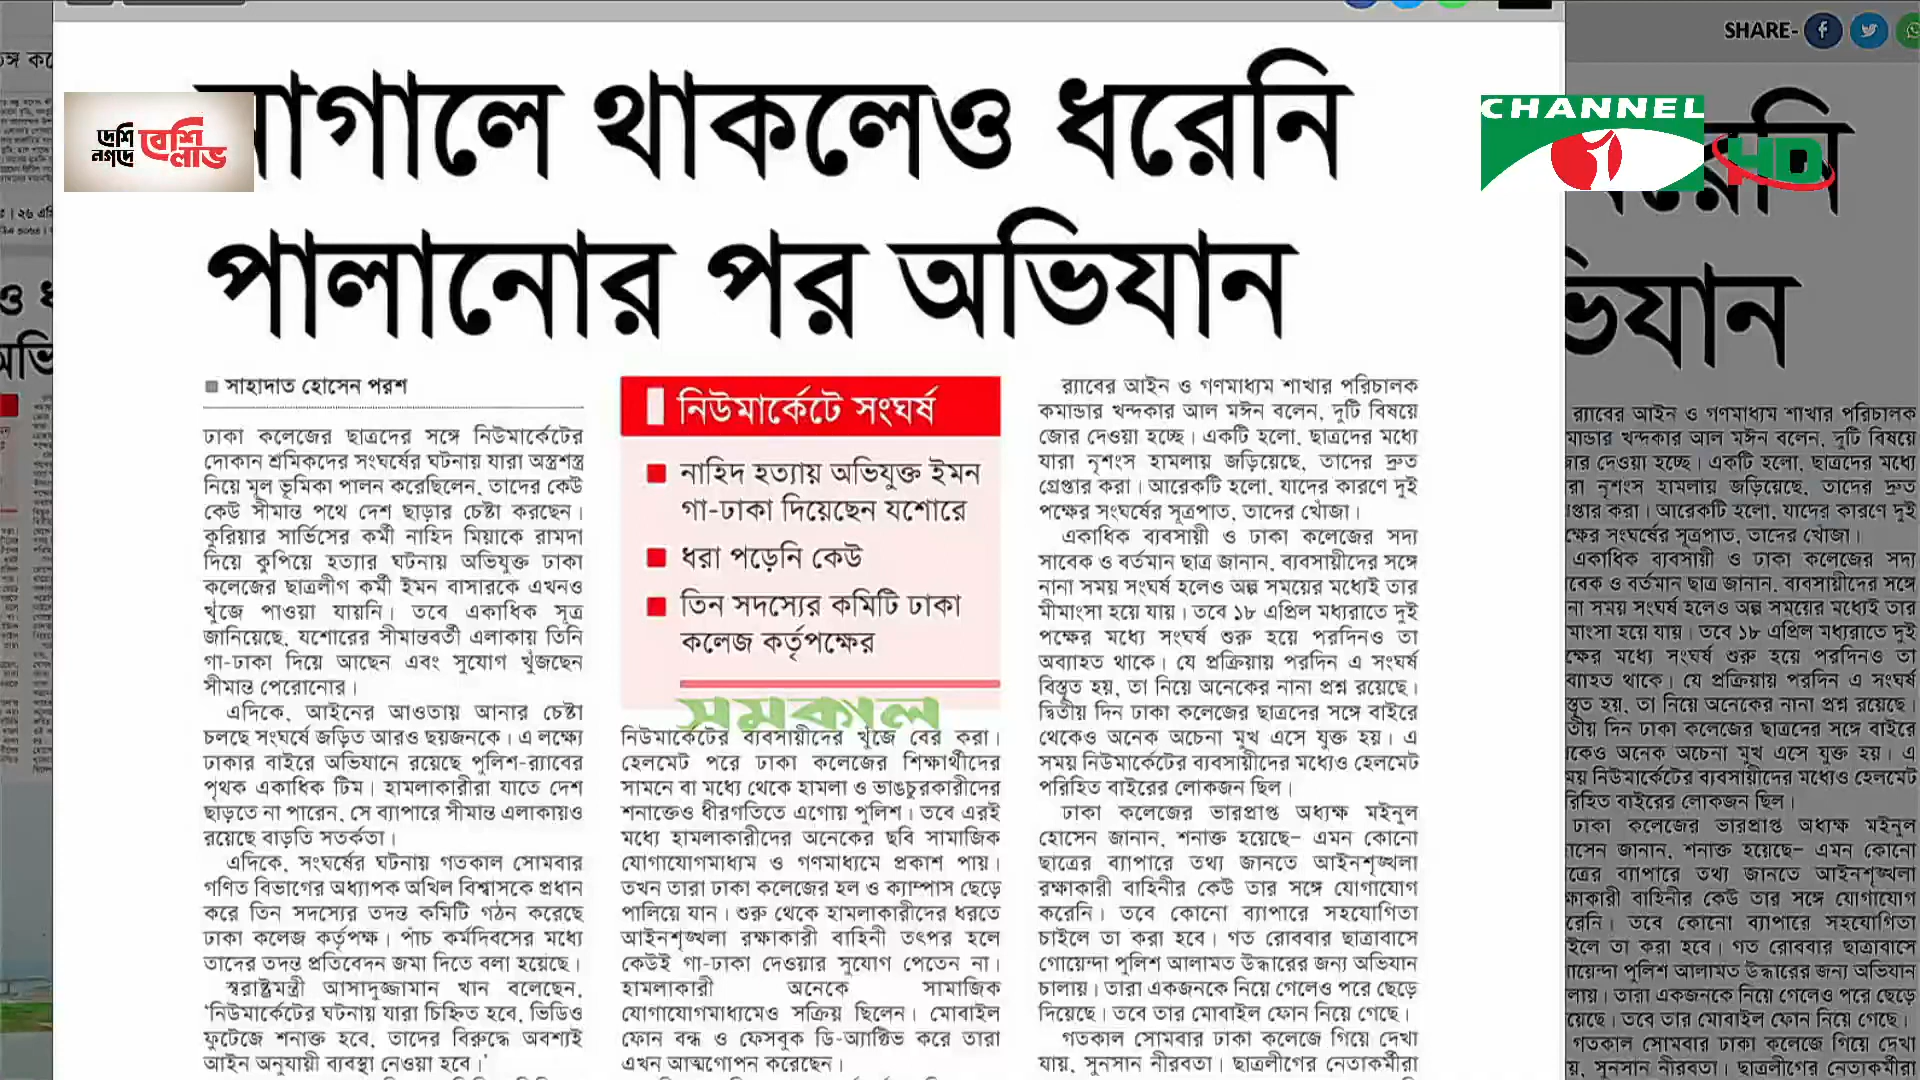 SHARE-
দেশি
নগদে
বেশি
লাভ
CHANNEL
HD
নাগালে থাকলেও ধরেনি
পালানোর পর অভিযান
সাহাদাত হোসেন পরশ
ঢাকা কলেজের ছাত্রদের সঙ্গে নিউমার্কেটের
দোকান শ্রমিকদের সংঘর্ষের ঘটনায় যারা অস্ত্রশস্ত্র
নিয়ে মূল ভূমিকা পালন করেছিলেন, তাদের কেউ
কেউ সীমান্ত পথে দেশ ছাড়ার চেষ্টা করছেন।
কুরিয়ার সার্ভিসের কর্মী নাহিদ মিয়াকে রামদা
দিয়ে কুপিয়ে হত্যার ঘটনায় অভিযুক্ত ঢাকা
কলেজের ছাত্রলীগ কর্মী ইমন বাসারকে এখনও
খুঁজে পাওয়া যায়নি। তবে একাধিক সূত্র
জানিয়েছে, যশোরের সীমান্তবর্তী এলাকায় তিনি
গা-ঢাকা দিয়ে আছেন এবং সুযোগ খুঁজছেন
সীমান্ত পেরোনোর।
এদিকে, আইনের আওতায় আনার চেষ্টা
চলছে সংঘর্ষে জড়িত আরও ছয়জনকে। এ লক্ষ্যে
ঢাকার বাইরে অভিযানে রয়েছে পুলিশ-র‌্যাবের
পৃথক একাধিক টিম। হামলাকারীরা যাতে দেশ
ছাড়তে না পারেন, সে ব্যাপারে সীমান্ত এলাকায়ও
রয়েছে বাড়তি সতর্কতা।
এদিকে, সংঘর্ষের ঘটনায় গতকাল সোমবার
গণিত বিভাগের অধ্যাপক অখিল বিশ্বাসকে প্রধান
করে তিন সদস্যের তদন্ত কমিটি গঠন করেছে
ঢাকা কলেজ কর্তৃপক্ষ। পাঁচ কর্মদিবসের মধ্যে
তাদের তদন্ত প্রতিবেদন জমা দিতে বলা হয়েছে।
স্বরাষ্ট্রমন্ত্রী আসাদুজ্জামান খান বলেছেন,
'নিউমার্কেটের ঘটনায় যারা চিহ্নিত হবে, ভিডিও
ফুটেজে শনাক্ত হবে, তাদের বিরুদ্ধে অবশ্যই
আইন অনুযায়ী ব্যবস্থা নেওয়া হবে।'
নিউমার্কেটে সংঘর্ষ
নাহিদ হত্যায় অভিযুক্ত ইমন
গা-ঢাকা দিয়েছেন যশোরে
ধরা পড়েনি কেউ
তিন সদস্যের কমিটি ঢাকা
কলেজ কর্তৃপক্ষের
সমকাল
নিউমার্কেটের ব্যবসায়ীদের খুঁজে বের করা।
হেলমেট পরে ঢাকা কলেজের শিক্ষার্থীদের
সামনে বা মধ্যে থেকে হামলা ও ভাঙচুরকারীদের
শনাক্তেও ধীরগতিতে এগোয় পুলিশ। তবে এরই
মধ্যে হামলাকারীদের অনেকের ছবি সামাজিক
যোগাযোগমাধ্যম ও গণমাধ্যমে প্রকাশ পায়।
তখন তারা ঢাকা কলেজের হল ও ক্যাম্পাস ছেড়ে
পালিয়ে যান। শুরু থেকে হামলাকারীদের ধরতে
আইনশৃঙ্খলা রক্ষাকারী বাহিনী তৎপর হলে
কেউই গা-ঢাকা দেওয়ার সুযোগ পেতেন না।
হামলাকারী অনেকে সামাজিক
যোগাযোগমাধ্যমেও সক্রিয় ছিলেন। মোবাইল
ফোন বন্ধ ও ফেসবুক ডি-অ্যাক্টিভ করে তারা
এখন আত্মগোপন করেছেন।
র‌্যাবের আইন ও গণমাধ্যম শাখার পরিচালক
কমান্ডার খন্দকার আল মঈন বলেন, দুটি বিষয়ে
জোর দেওয়া হচ্ছে। একটি হলো, ছাত্রদের মধ্যে
যারা নৃশংস হামলায় জড়িয়েছে, তাদের দ্রুত
গ্রেপ্তার করা। আরেকটি হলো, যাদের কারণে দুই
পক্ষের সংঘর্ষের সূত্রপাত, তাদের খোঁজা।
একাধিক ব্যবসায়ী ও ঢাকা কলেজের সদ্য
সাবেক ও বর্তমান ছাত্র জানান, ব্যবসায়ীদের সঙ্গে
নানা সময় সংঘর্ষ হলেও অল্প সময়ের মধ্যেই তার
মীমাংসা হয়ে যায়। তবে ১৮ এপ্রিল মধ্যরাতে দুই
পক্ষের মধ্যে সংঘর্ষ শুরু হয়ে পরদিনও তা
অব্যাহত থাকে। যে প্রক্রিয়ায় পরদিন এ সংঘর্ষ
বিস্তৃত হয়, তা নিয়ে অনেকের নানা প্রশ্ন রয়েছে।
দ্বিতীয় দিন ঢাকা কলেজের ছাত্রদের সঙ্গে বাইরে
থেকেও অনেক অচেনা মুখ এসে যুক্ত হয়। এ
সময় নিউমার্কেটের ব্যবসায়ীদের মধ্যেও হেলমেট
পরিহিত বাইরের লোকজন ছিল।
ঢাকা কলেজের ভারপ্রাপ্ত অধ্যক্ষ মইনুল
হোসেন জানান, শনাক্ত হয়েছে– এমন কোনো
ছাত্রের ব্যাপারে তথ্য জানতে আইনশৃঙ্খলা
রক্ষাকারী বাহিনীর কেউ তার সঙ্গে যোগাযোগ
করেনি। তবে কোনো ব্যাপারে সহযোগিতা
চাইলে তা করা হবে। গত রোববার ছাত্রাবাসে
গোয়েন্দা পুলিশ আলামত উদ্ধারের জন্য অভিযান
চালায়। তারা একজনকে নিয়ে গেলেও পরে ছেড়ে
দিয়েছে। তবে তার মোবাইল ফোন নিয়ে গেছে।
গতকাল সোমবার ঢাকা কলেজে গিয়ে দেখা
যায়, সুনসান নীরবতা। ছাত্রলীগের নেতাকর্মীরা